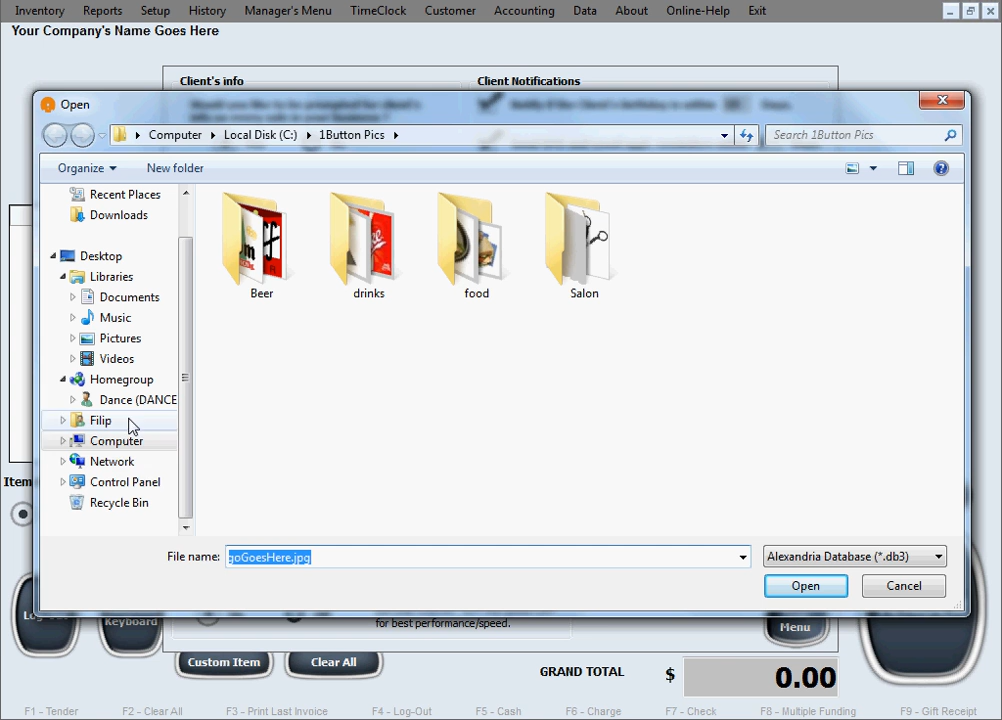 Inventory Reports Setup History Manager's Menu TimeClock Customer Accounting Data About Online-Help Exit
Your Company's Name Goes Here
Client's info Client Notifications
Open
Computer Local Disk (C:) 1Button Pics Search 1Button Pics
Organize New folder
Recent Places
Downloads
Desktop
Libraries
Documents
Music
Pictures
Videos
Homegroup
Dance (DANCE
Filip
Computer
Network
Control Panel
Recycle Bin
Beer drinks food Salon
Item
File name: goGoesHere.jpg Alexandria Database (*.db3)
Open Cancel
Keyboard
for best performance/speed.
Menu
Custom Item Clear All
GRAND TOTAL $ 0.00
F1 - Tender F2 - Clear All F3 - Print Last Invoice F4 - Log-Out F5 - Cash F6 - Charge F7 - Check F8 - Multiple Funding F9 - Gift Receipt